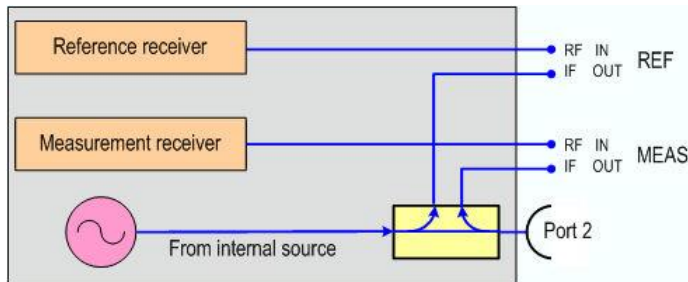 Reference receiver
RF IN
REF
IF OUT
Measurement receiver
RF IN
MEAS
IF OUT
From internal source
Port 2